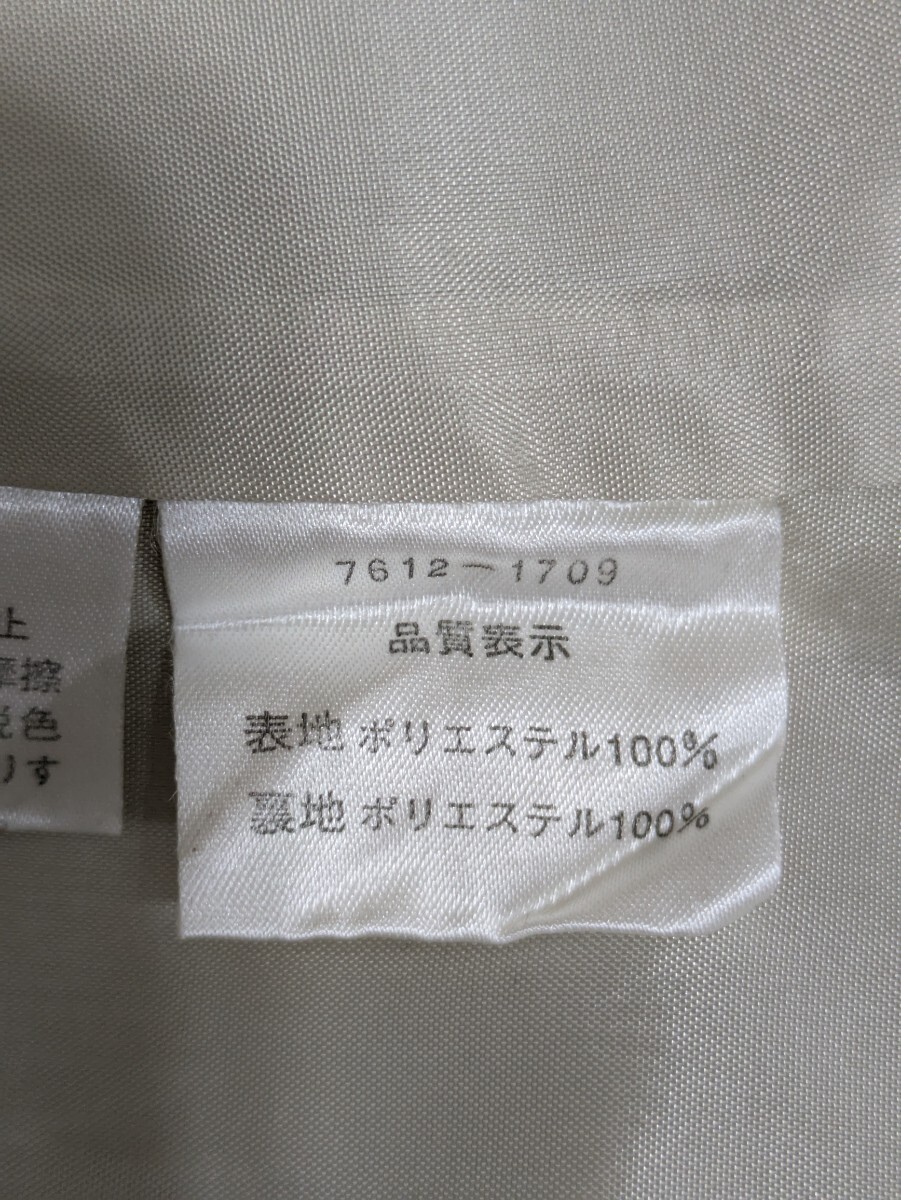 上
摩擦
脱色
りす
7612-1709
品質表示
表地 ポリエステル100%
裏地 ポリエステル100%